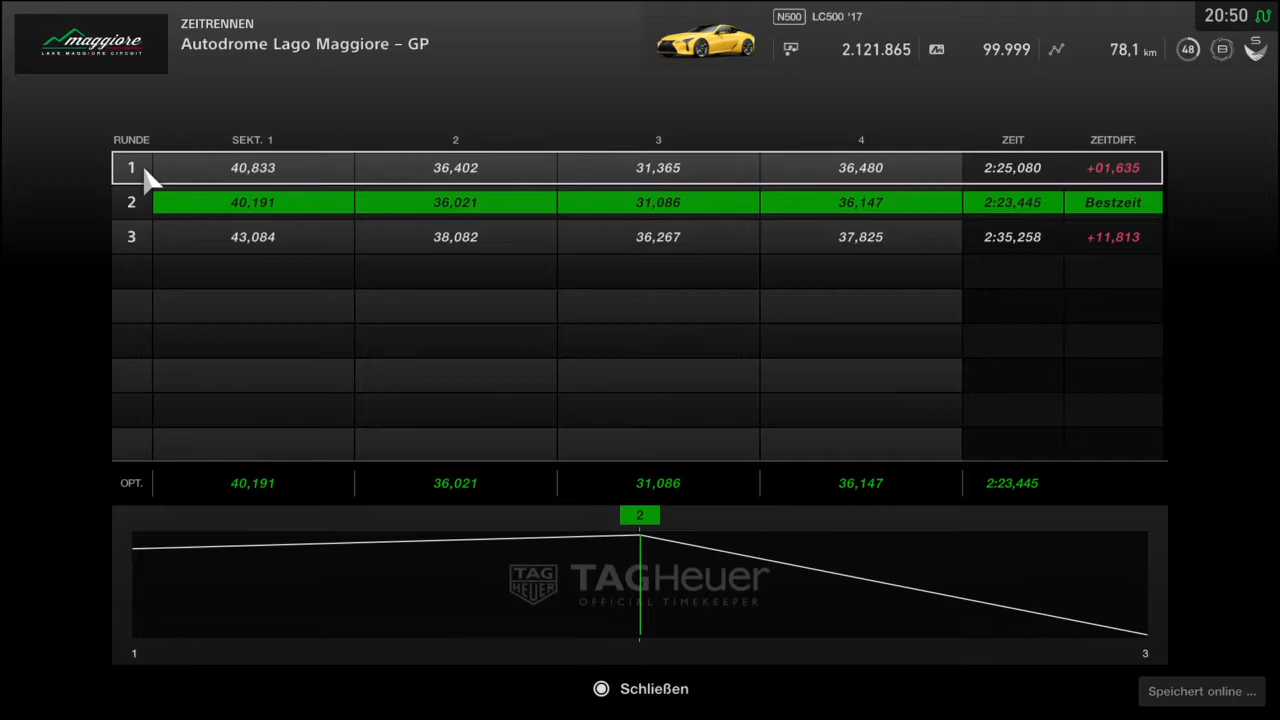 maggiore
LAKE MAGGIORE CIRCUIT
ZEITRENNEN
Autodrome Lago Maggiore – GP
N500 LC500 '17
2.121.865 99.999 78,1 km 48 B S
20:50
RUNDE SEKT. 1 2 3 4 ZEIT ZEITDIFF.
1 40,833 36,402 31,365 36,480 2:25,080 +01,635
2 40,191 36,021 31,086 36,147 2:23,445 Bestzeit
3 43,084 38,082 36,267 37,825 2:35,258 +11,813
OPT. 40,191 36,021 31,086 36,147 2:23,445
2
TAG HEUER TAGHeuer
OFFICIAL TIMEKEEPER
1 3
Schließen
Speichert online ...